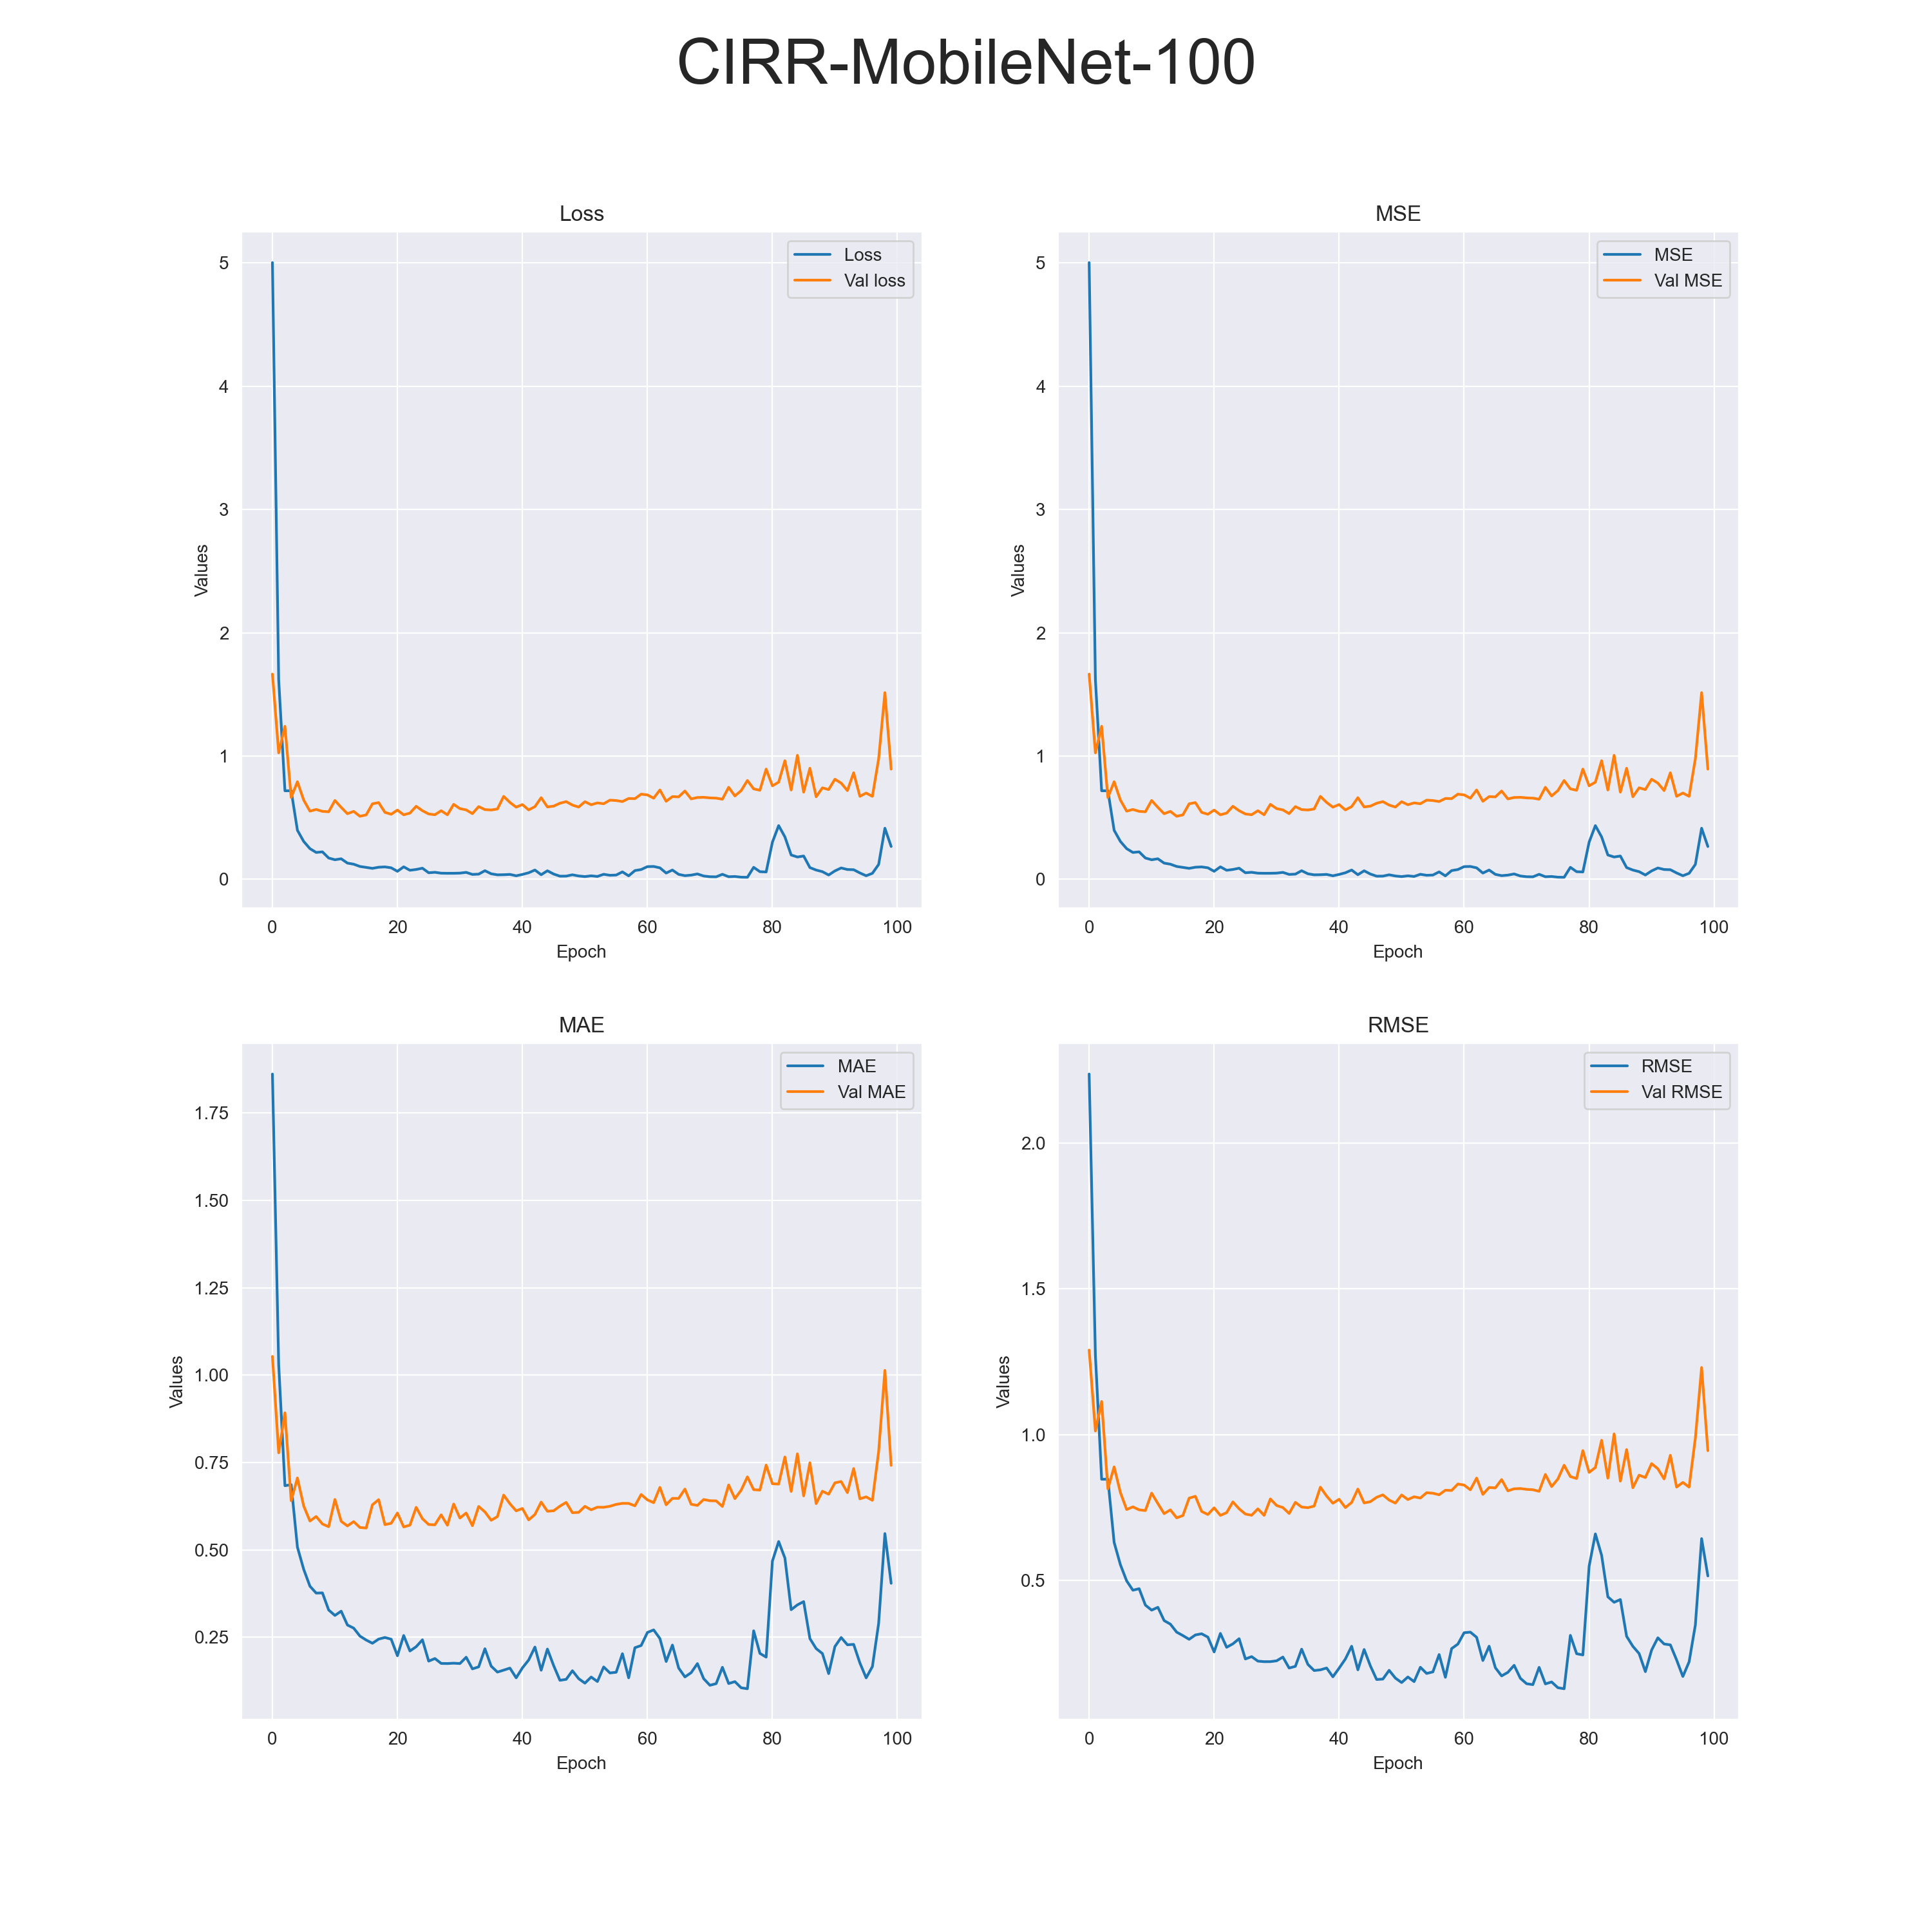 CIRR-MobileNet-100
Loss
Loss
Val loss
5
4
3
2
1
0
Values
0 20 40 60 80 100
Epoch
MSE
MSE
Val MSE
5
4
3
2
1
0
Values
0 20 40 60 80 100
Epoch
MAE
MAE
Val MAE
1.75
1.50
1.25
1.00
0.75
0.50
0.25
Values
0 20 40 60 80 100
Epoch
RMSE
RMSE
Val RMSE
2.0
1.5
1.0
0.5
Values
0 20 40 60 80 100
Epoch